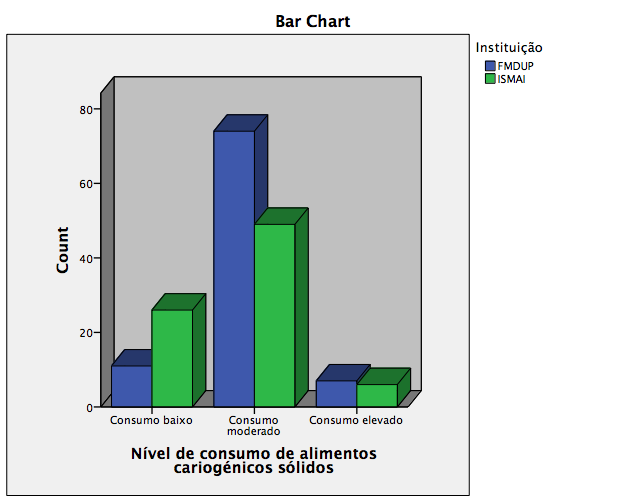 Bar Chart
Instituição
FMDUP
ISMAI
Count
80
60
40
20
0
Consumo baixo
Consumo
moderado
Consumo elevado
Nível de consumo de alimentos
cariogénicos sólidos